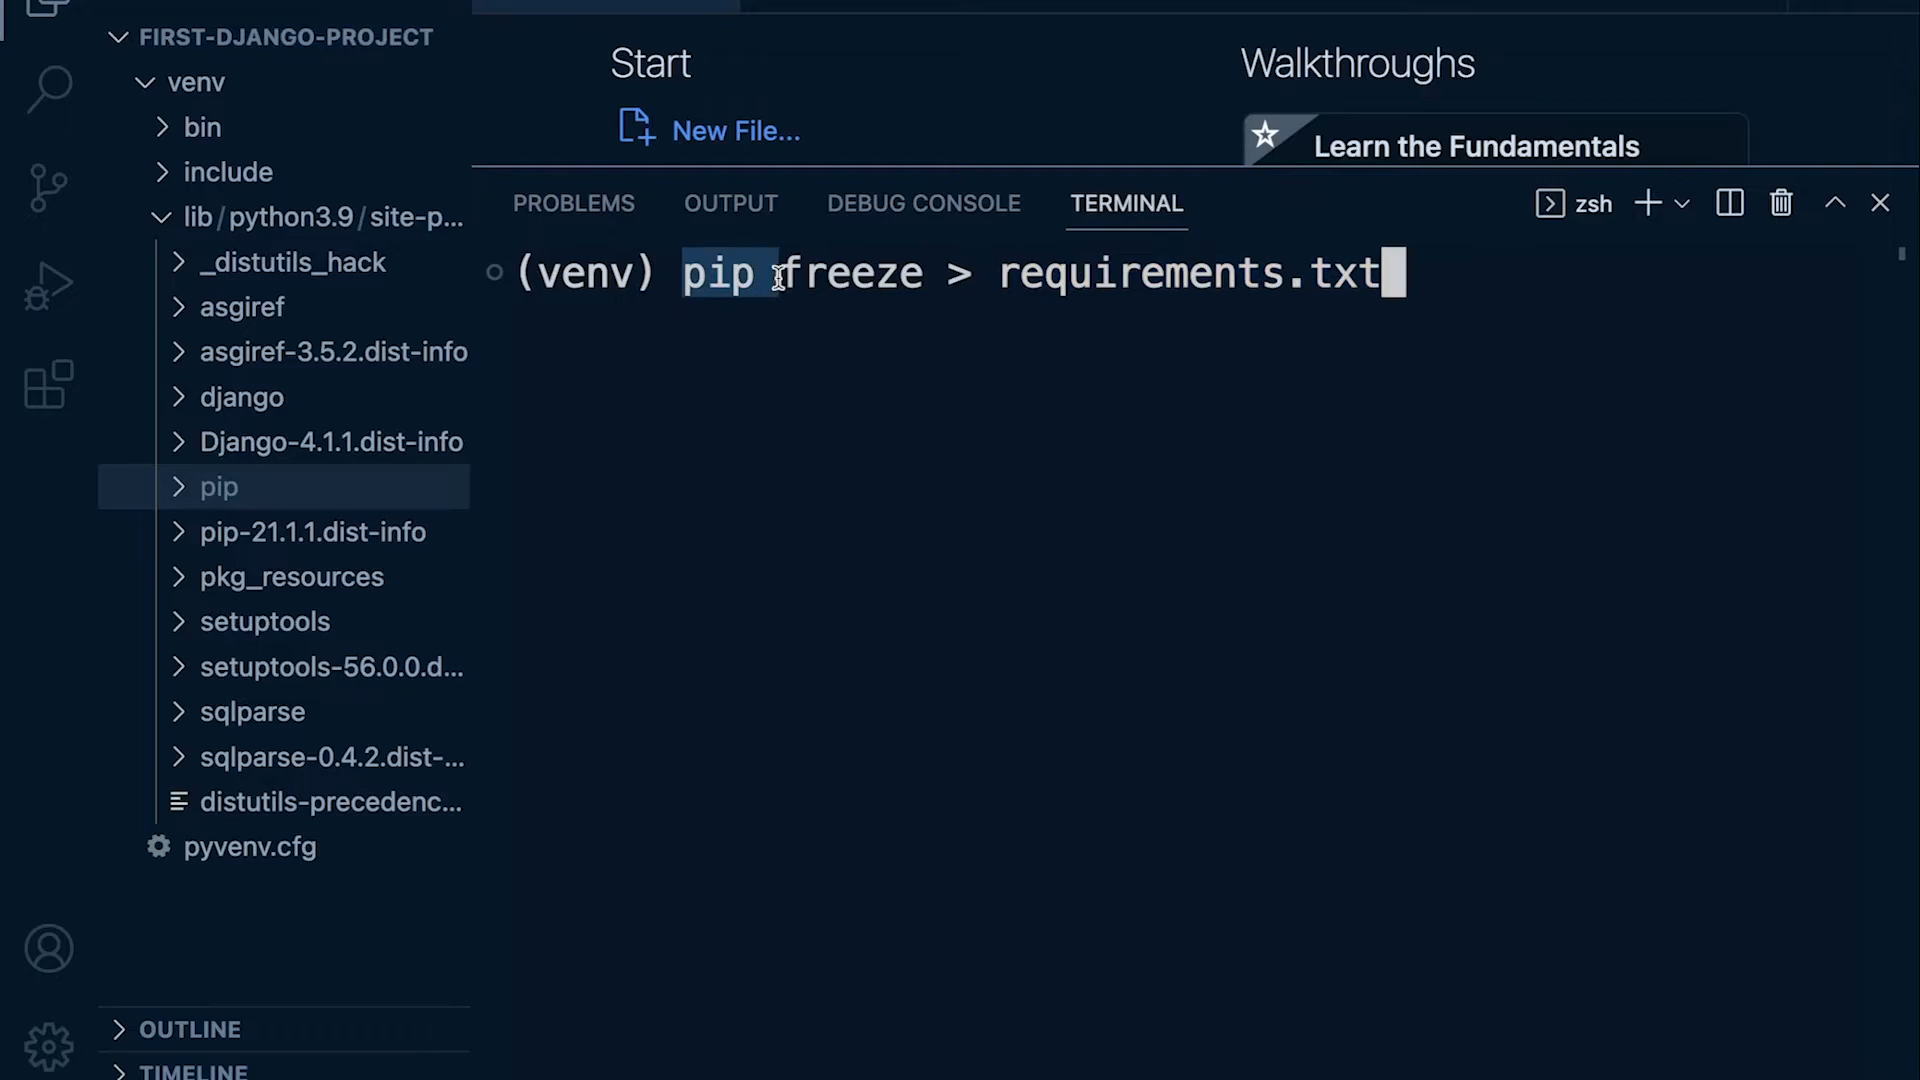 FIRST-DJANGO-PROJECT
venv
bin
include
lib/python3.9/site-p...
_distutils_hack
asgiref
asgiref-3.5.2.dist-info
django
Django-4.1.1.dist-info
pip
pip-21.1.1.dist-info
pkg_resources
setuptools
setuptools-56.0.0.d...
sqlparse
sqlparse-0.4.2.dist-...
distutils-precedenc...
pyvenv.cfg
OUTLINE
TIMELINE
Start
New File...
Walkthroughs
Learn the Fundamentals
PROBLEMS OUTPUT DEBUG CONSOLE TERMINAL zsh
(venv) pip freeze > requirements.txt